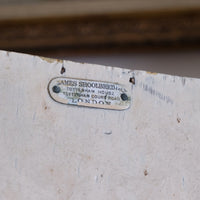 JAMES SHOOLBRED & Co.
TOTTENHAM HOUSE
TOTTENHAM COURT ROAD
LONDON